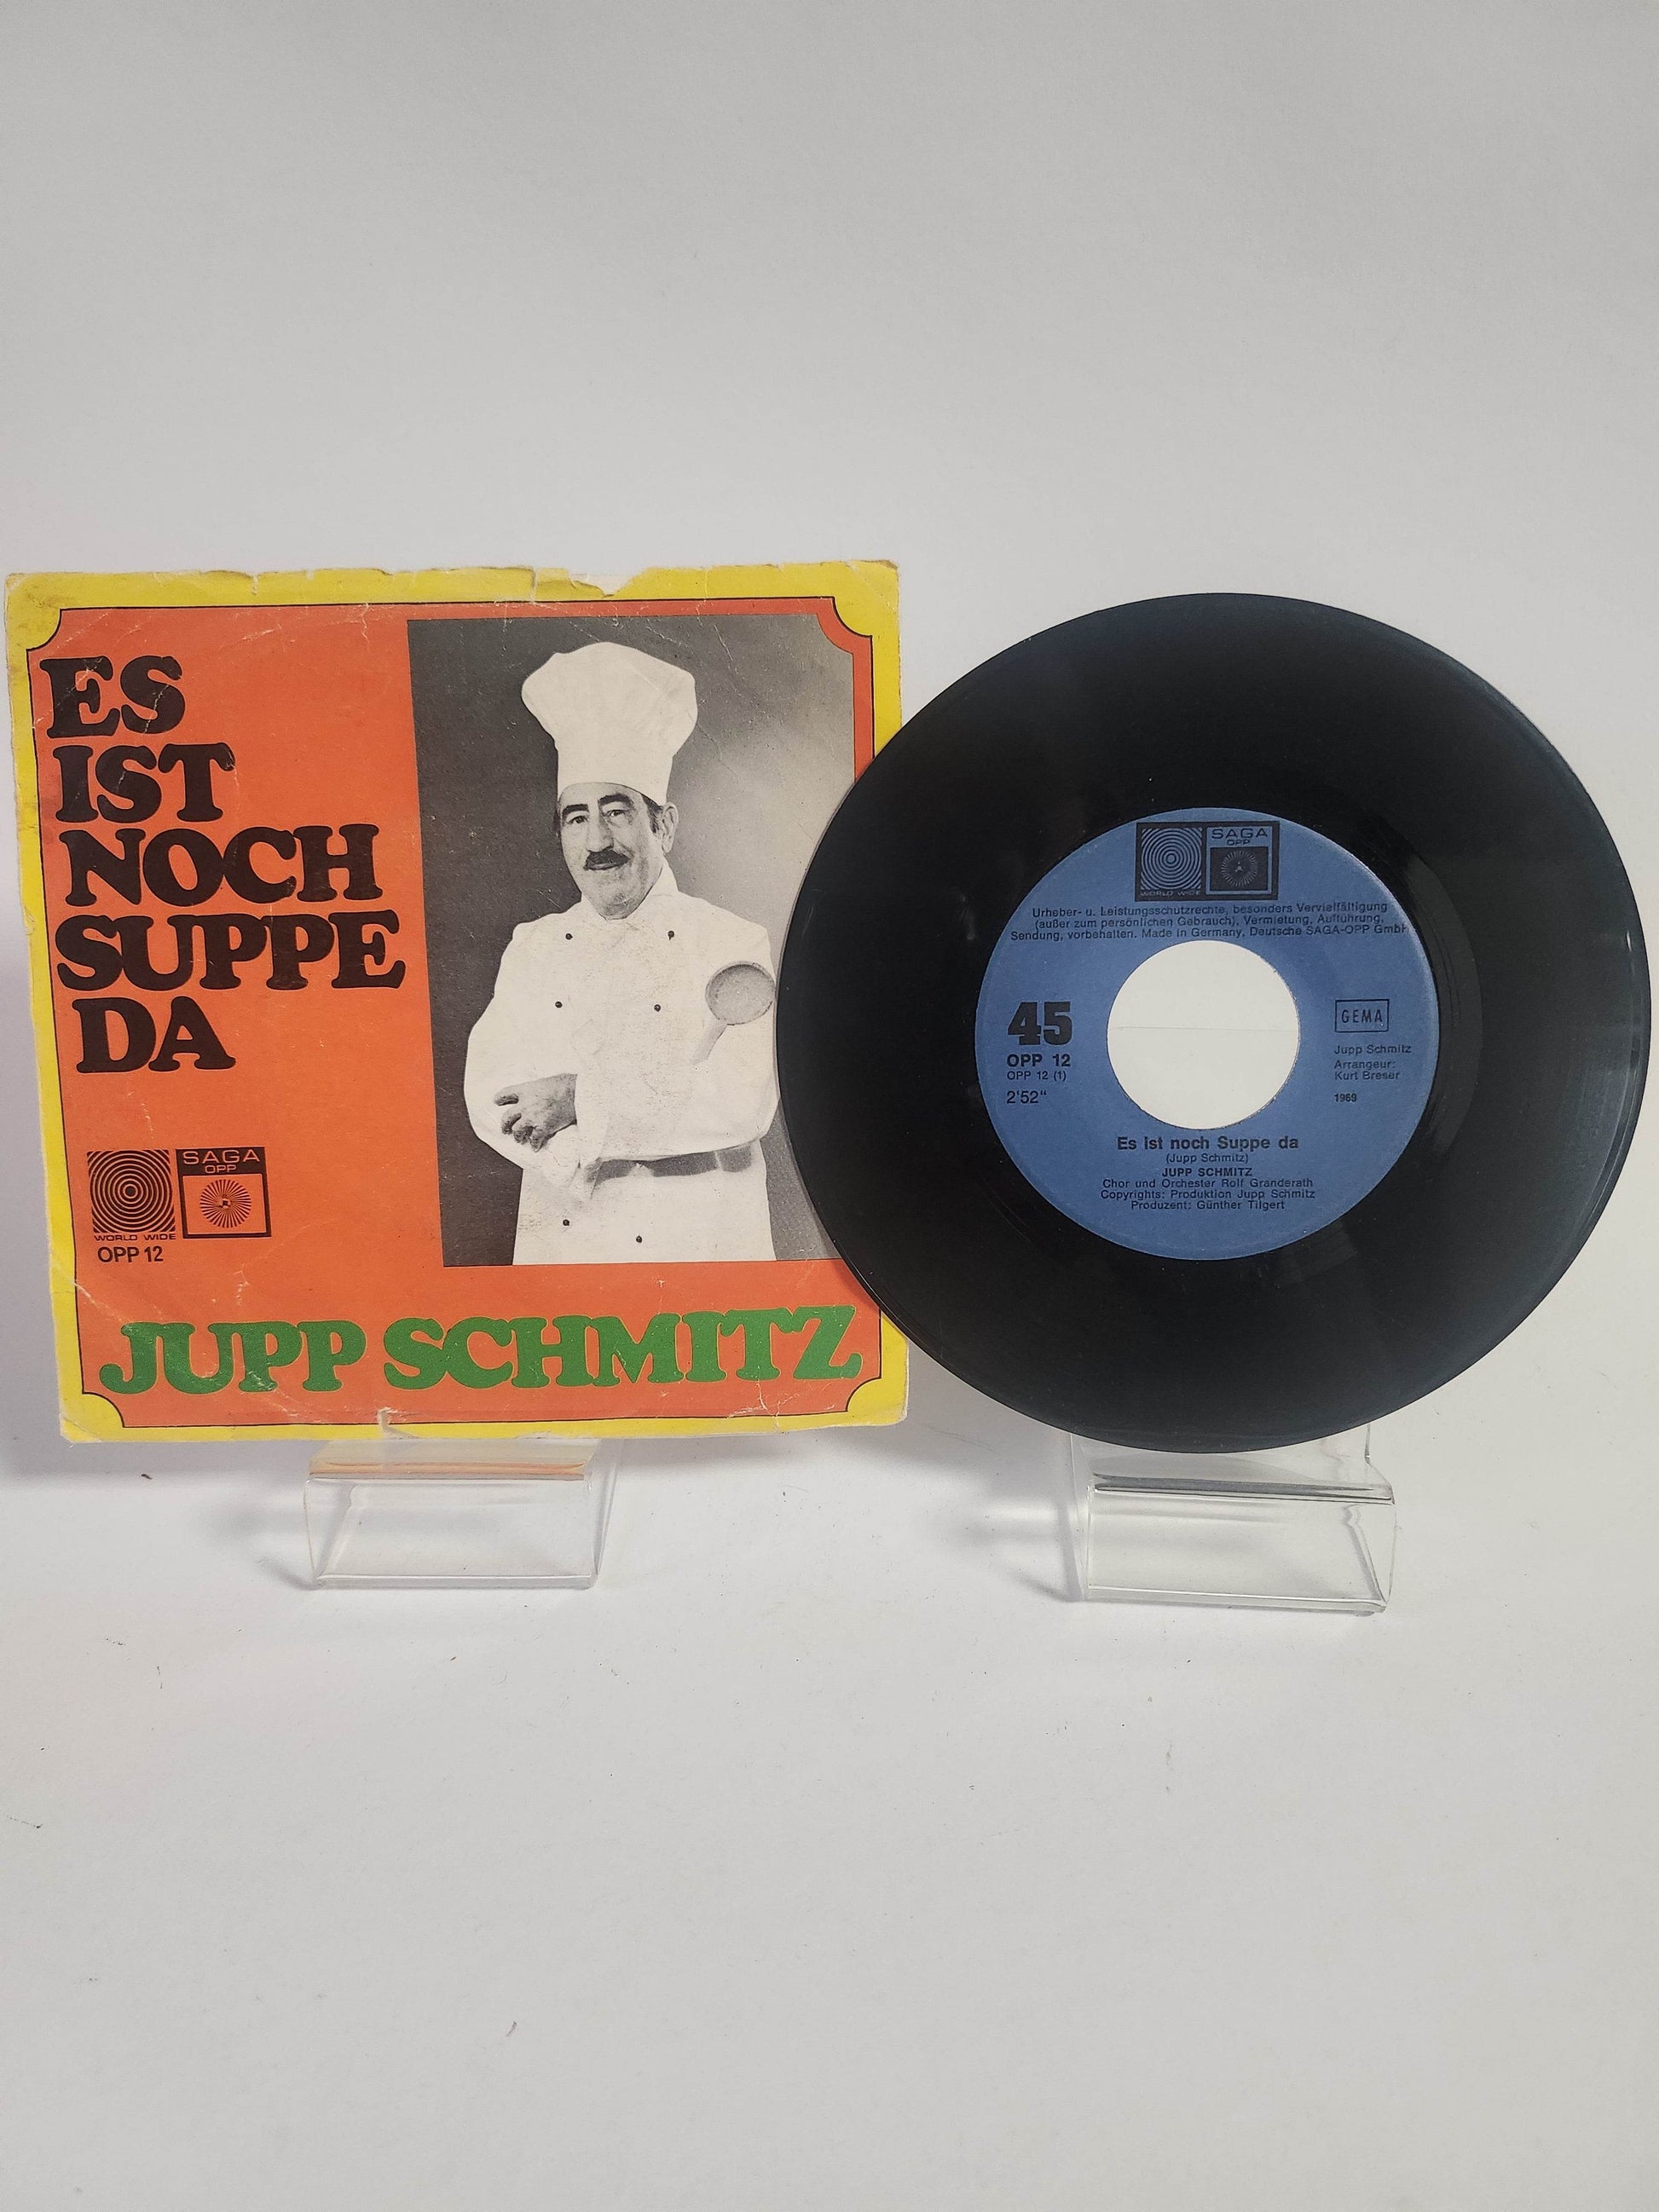 ES
IST
NOCH
SUPPE
DA
WORLD WIDE
SAGA
OPP
OPP 12
JUPP SCHMITZ
WORLD WIDE
SAGA
OPP
Urheber- u. Leistungsschutzrechte, besonders Vervielfältigung
(außer zum persönlichen Gebrauch), Vermietung, Aufführung,
Sendung, vorbehalten. Made in Germany, Deutsche SAGA-OPP GmbH
45
OPP 12
OPP 12 (1)
2'52"
GEMA
Jupp Schmitz
Arrangeur:
Kurt Breser
1969
Es ist noch Suppe da
(Jupp Schmitz)
JUPP SCHMITZ
Chor und Orchester Rolf Granderath
Copyrights: Produktion Jupp Schmitz
Produzent: Günther Tilgert